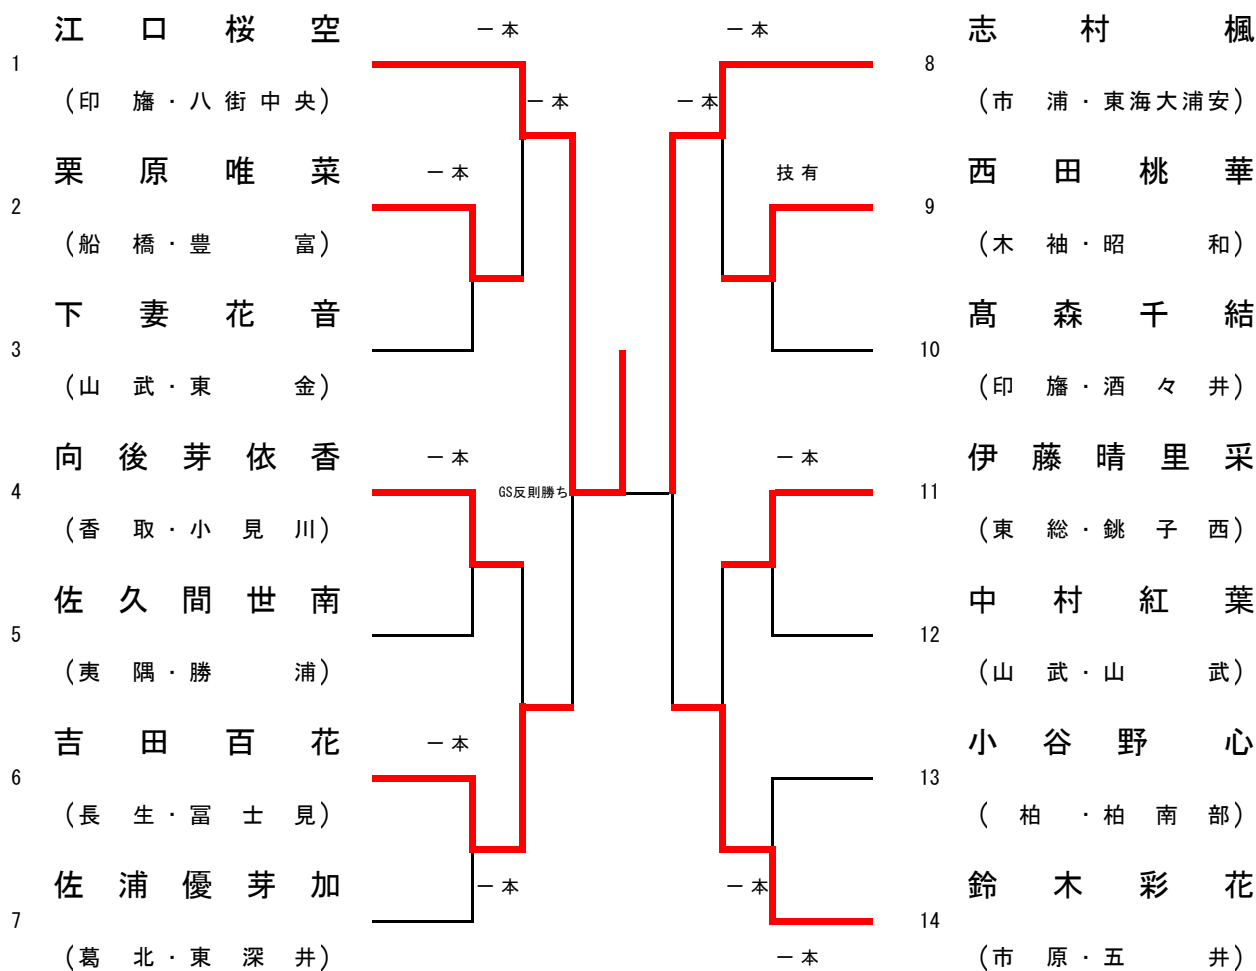 江口桜空
一本
1
(印旛・八街中央)
一本
栗原唯菜
一本
2
(船橋・豊富)
下妻花音
3
(山武・東金)
向後芽依香
一本
4
GS反則勝ち
(香取・小見川)
佐久間世南
5
(夷隅・勝浦)
吉田百花
一本
6
(長生・冨士見)
佐浦優芽加
一本
7
(葛北・東深井)
一本
志村楓
8
一本
(市浦・東海大浦安)
技有
西田桃華
9
(木袖・昭和)
髙森千結
10
(印旛・酒々井)
一本
伊藤晴里采
11
(東総・銚子西)
中村紅葉
12
(山武・山武)
小谷野心
13
(柏・柏南部)
一本
鈴木彩花
14
一本
(市原・五井)